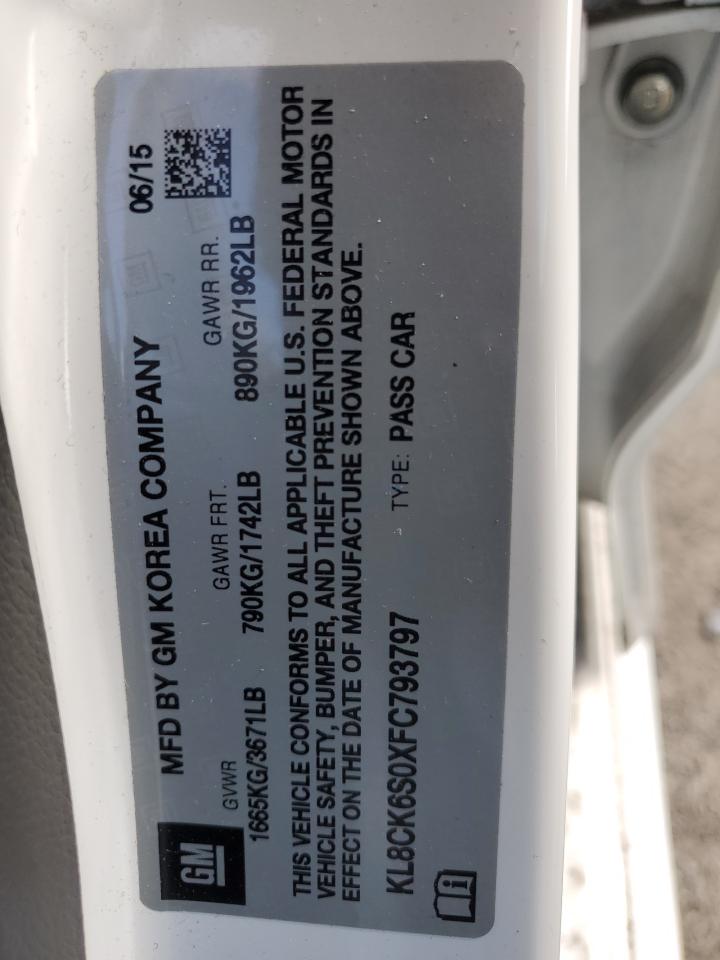 MFD BY GM KOREA COMPANY 06/15
GVWR GAWR FRT. GAWR RR.
1665KG/3671LB 790KG/1742LB 890KG/1962LB
GM
THIS VEHICLE CONFORMS TO ALL APPLICABLE U.S. FEDERAL MOTOR
VEHICLE SAFETY, BUMPER, AND THEFT PREVENTION STANDARDS IN
EFFECT ON THE DATE OF MANUFACTURE SHOWN ABOVE.
KL8CK6S0XFC793797 TYPE: PASS CAR